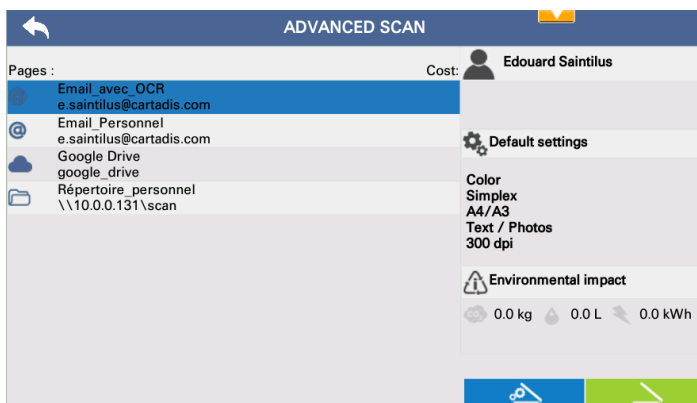 ADVANCED SCAN
Pages :
Cost:
Email_avec_OCR
e.saintilus@cartadis.com
@
Email_Personnel
e.saintilus@cartadis.com
Google Drive
google_drive
Répertoire_personnel
\\10.0.0.131\scan
Edouard Saintilus
Default settings
Color
Simplex
A4/A3
Text / Photos
300 dpi
Environmental impact
CO2 0.0 kg 0.0 L 0.0 kWh